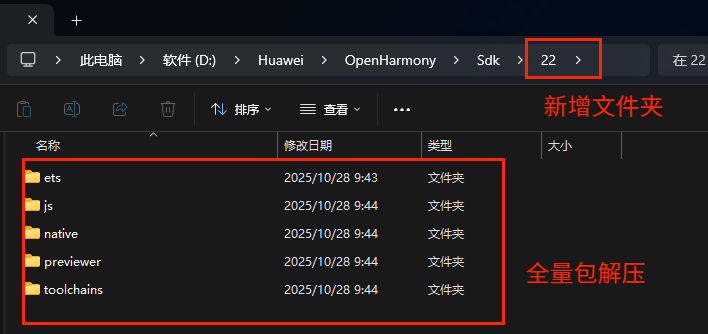 此电脑 > 软件 (D:) > Huawei > OpenHarmony > Sdk > 22 > 在 22
新增文件夹
排序 查看 ...
名称 修改日期 类型 大小
ets 2025/10/28 9:43 文件夹
js 2025/10/28 9:44 文件夹
native 2025/10/28 9:44 文件夹
previewer 2025/10/28 9:44 文件夹
全量包解压
toolchains 2025/10/28 9:44 文件夹